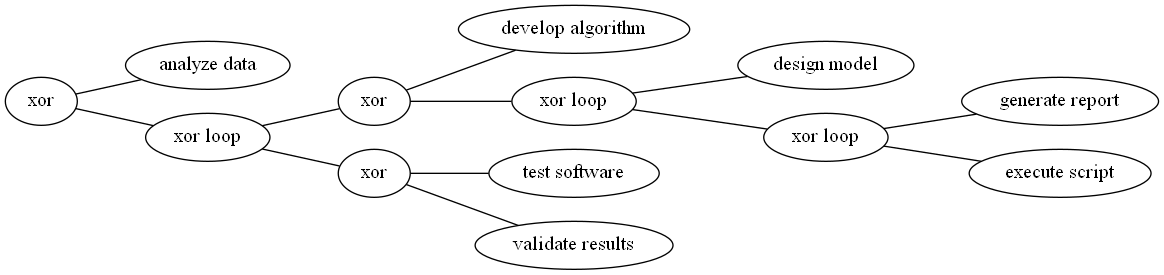 develop algorithm
analyze data
design model
xor
xor
xor loop
generate report
xor loop
xor loop
xor
test software
execute script
validate results